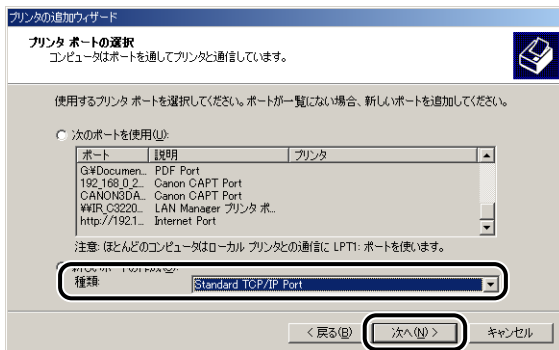 プリンタの追加ウィザード
プリンタ ポートの選択
コンピュータはポートを通してプリンタと通信しています。
使用するプリンタ ポートを選択してください。ポートが一覧にない場合、新しいポートを追加してください。
次のポートを使用(U):
ポート 説明 プリンタ
G¥Documen... PDF Port
192_168_0_2... Canon CAPT Port
CANON3DA... Canon CAPT Port
¥¥IR_C3220... LAN Manager プリンタ ポ...
http://192.1... Internet Port
注意: ほとんどのコンピュータはローカル プリンタとの通信に LPT1: ポートを使います。
種類: Standard TCP/IP Port
< 戻る(B) 次へ(N) > キャンセル